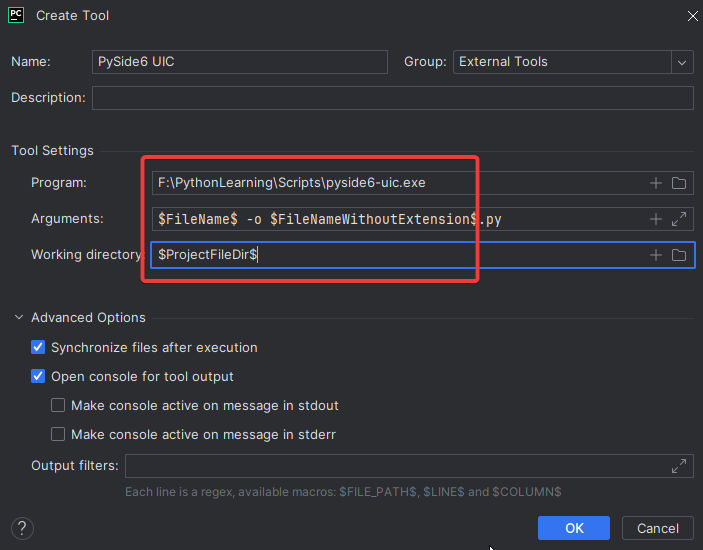 PC Create Tool
Name: PySide6 UIC Group: External Tools
Description:
Tool Settings
Program: F:\PythonLearning\Scripts\pyside6-uic.exe
Arguments: $FileName$ -o $FileNameWithoutExtension$.py
Working directory: $ProjectFileDir$
Advanced Options
Synchronize files after execution
Open console for tool output
Make console active on message in stdout
Make console active on message in stderr
Output filters:
Each line is a regex, available macros: $FILE_PATH$, $LINE$ and $COLUMN$
? OK Cancel